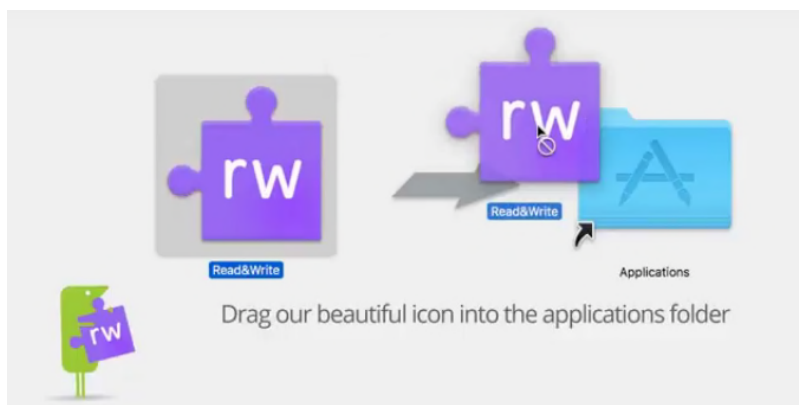 rw
Read&Write
rw
Read&Write
Applications
Drag our beautiful icon into the applications folder
rw